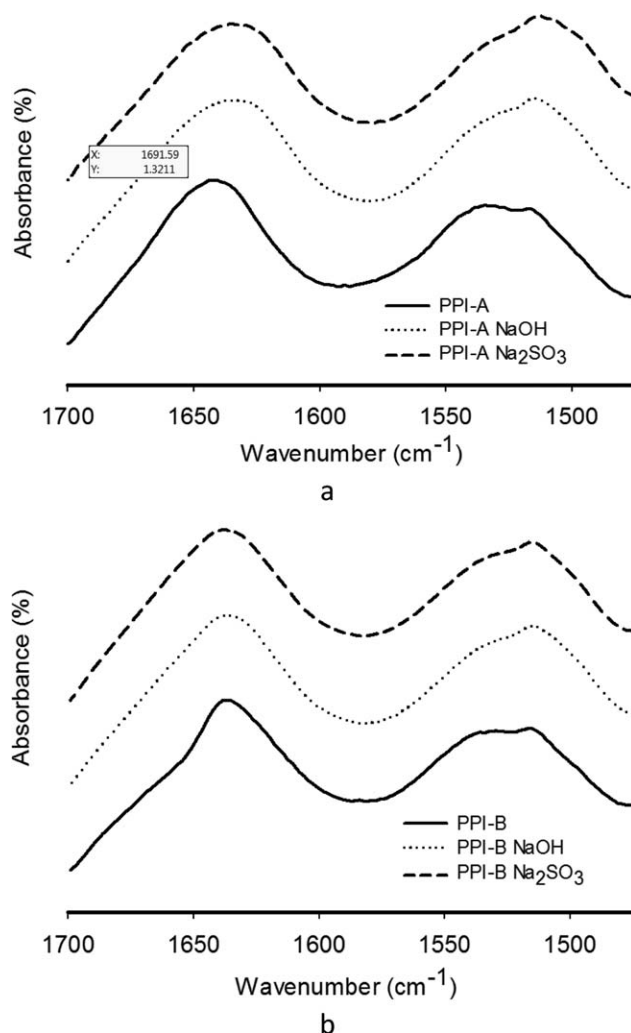 Absorbance (%)
X: 1691.59
Y: 1.3211
PPI-A
PPI-A NaOH
PPI-A Na2SO3
1700 1650 1600 1550 1500
Wavenumber (cm-1)
a
Absorbance (%)
PPI-B
PPI-B NaOH
PPI-B Na2SO3
1700 1650 1600 1550 1500
Wavenumber (cm-1)
b